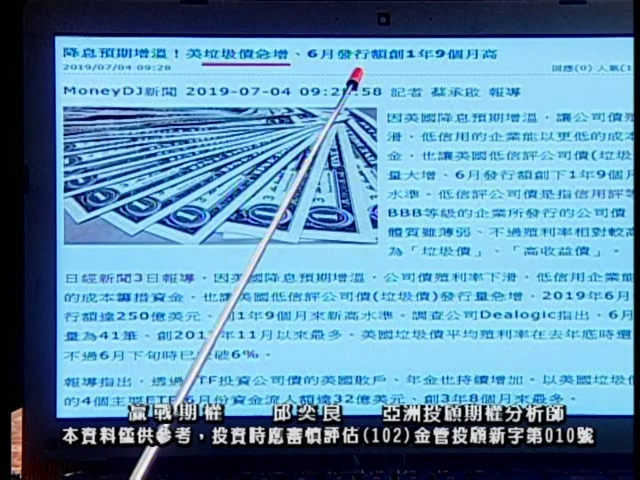 降息預期增溫！美垃圾債急增、6月發行額創1年9個月高
2019/07/04 09:28
回應(0) 人氣(1
MoneyDJ新聞 2019-07-04 09:28:58 記者 蔡承啟 報導
因美國降息預期增溫，讓公司債殖
滑，低信用的企業能以更低的成本
金，也讓美國低信評公司債(垃圾
量大增、6月發行額創下1年9個月
水準。低信評公司債是指信用評等
BBB等級的企業所發行的公司債
體質雖薄弱、不過殖利率相對較高
為「垃圾債」、「高收益債」。
日經新聞3日報導，因美國降息預期增溫，公司債殖利率下滑，低信用企業能
的成本籌措資金，也讓美國低信評公司債(垃圾債)發行量急增，2019年6月
行額達250億美元、創1年9個月來新高水準。調查公司Dealogic指出，6月
量為41筆、創2017年11月以來最多。美國垃圾債平均殖利率在去年底時還
不過6月下旬時已跌破6%。
報導指出，透過ETF投資公司債的美國散戶、年金也持續增加。以美國垃圾債
的4個主要ETF 6月份資金流入額達32億美元、創3年8個月來最多。
贏戰期權 邱奕良 亞洲投顧期權分析師
本資料僅供參考，投資時應審慎評估(102)金管投顧新字第010號